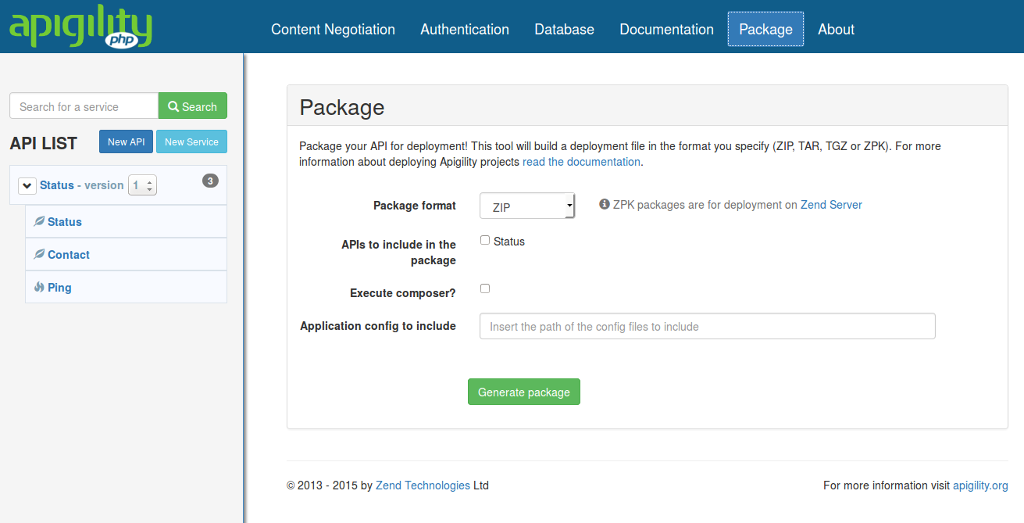 apigility
php
Content Negotiation Authentication Database Documentation Package About
Search for a service Search
API LIST New API New Service
Status - version 1 3
Status
Contact
Ping
Package
Package your API for deployment! This tool will build a deployment file in the format you specify (ZIP, TAR, TGZ or ZPK). For more
information about deploying Apigility projects read the documentation.
Package format ZIP ZPK packages are for deployment on Zend Server
APIs to include in the
package
Status
Execute composer?
Application config to include Insert the path of the config files to include
Generate package
© 2013 - 2015 by Zend Technologies Ltd For more information visit apigility.org